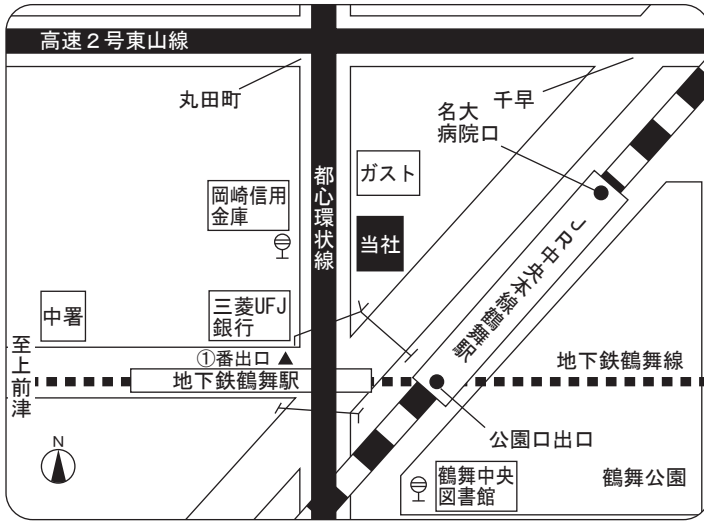 高速2号東山線
丸田町
千早
名大
病院口
ガスト
都心環状線
岡崎信用
金庫
当社
JR中央本線鶴舞駅
中署
三菱UFJ
銀行
至上前津
①番出口▲
地下鉄鶴舞駅
地下鉄鶴舞線
公園口出口
N
鶴舞中央
図書館
鶴舞公園